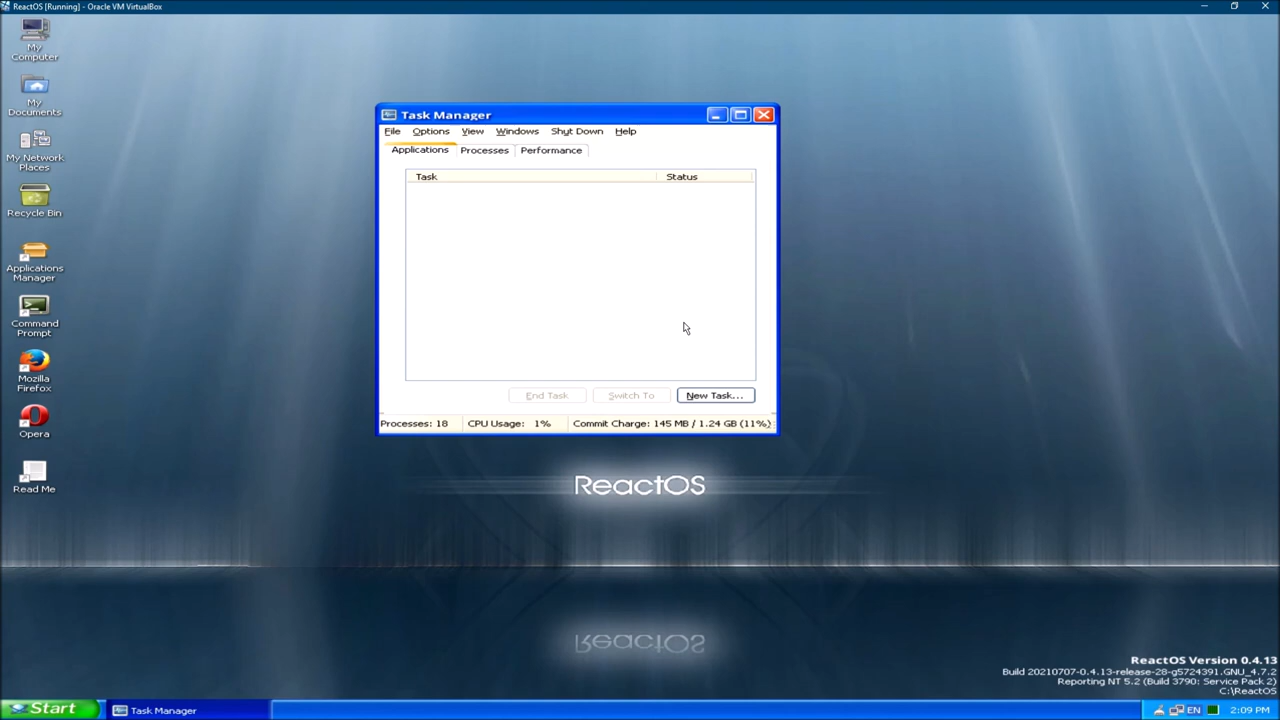 ReactOS [Running] - Oracle VM VirtualBox
My
Computer
My
Documents
My Network
Places
Recycle Bin
Applications
Manager
Command
Prompt
Mozilla
Firefox
Opera
Read Me
Task Manager
File Options View Windows Shut Down Help
Applications Processes Performance
Task Status
End Task Switch To New Task...
Processes: 18 CPU Usage: 1% Commit Charge: 145 MB / 1.24 GB (11%)
ReactOS
ReactOS
ReactOS Version 0.4.13
Build 20210707-0.4.13-release-28-g5724391.GNU_4.7.2
Reporting NT 5.2 (Build 3790: Service Pack 2)
C:\ReactOS
Start Task Manager EN 2:09 PM